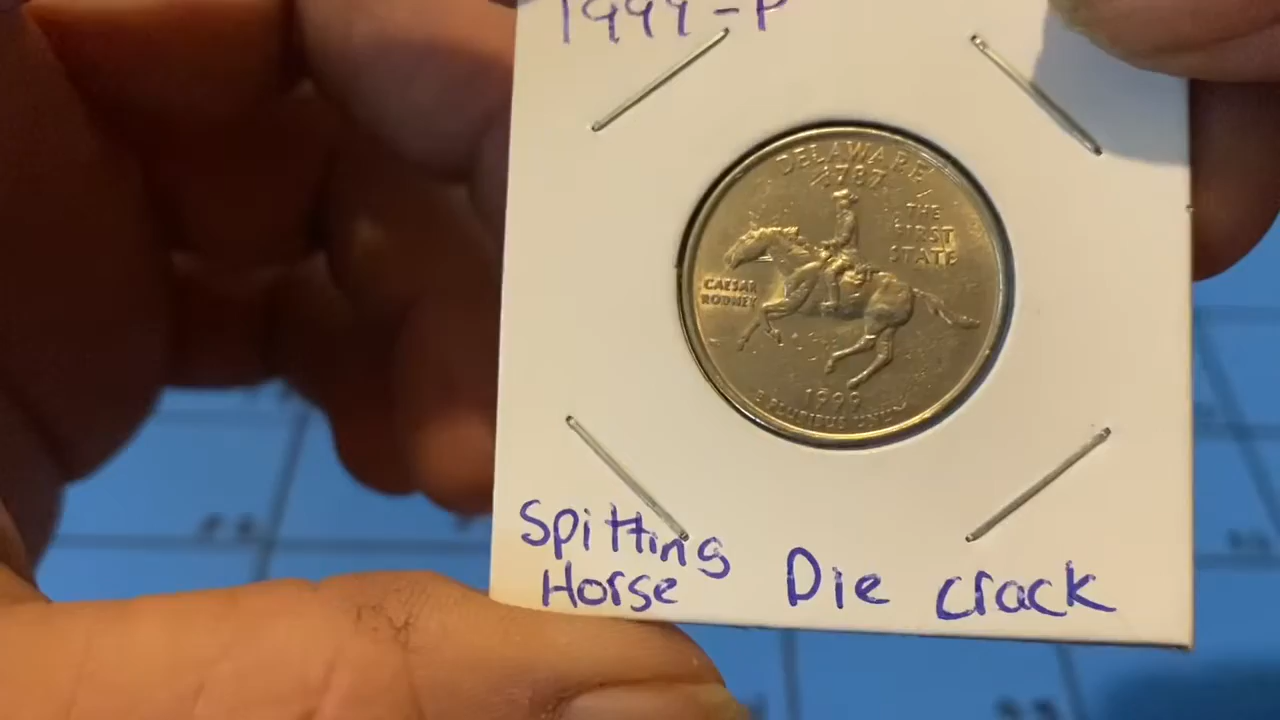 1999-P
DELAWARE
1787
THE
FIRST
STATE
CAESAR
RODNEY
1999
E PLURIBUS UNUM
Spitting
Horse
Die crack